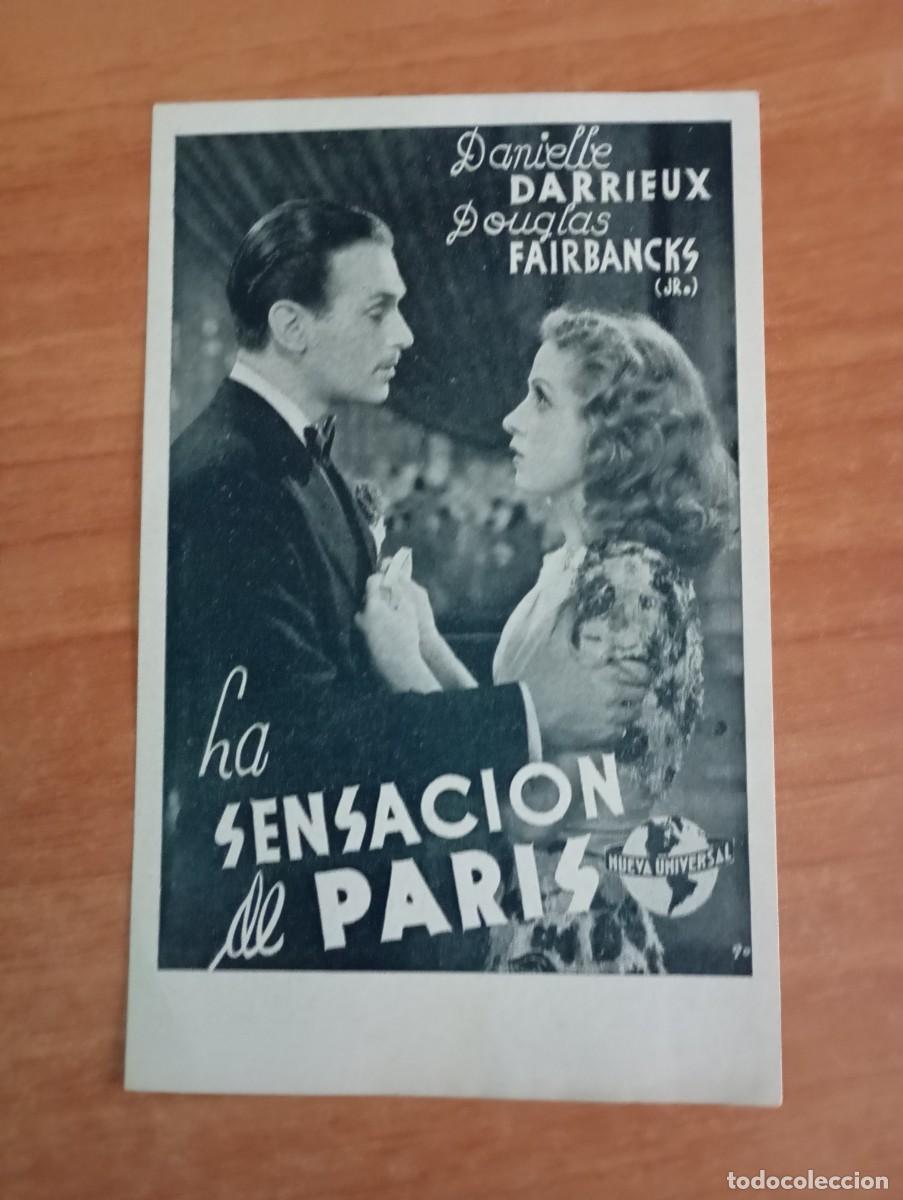 Danielle
DARRIEUX
Douglas
FAIRBANCKS
(JR.)
La
SENSACION
de PARIS
NUEVA UNIVERSAL
todocoleccion